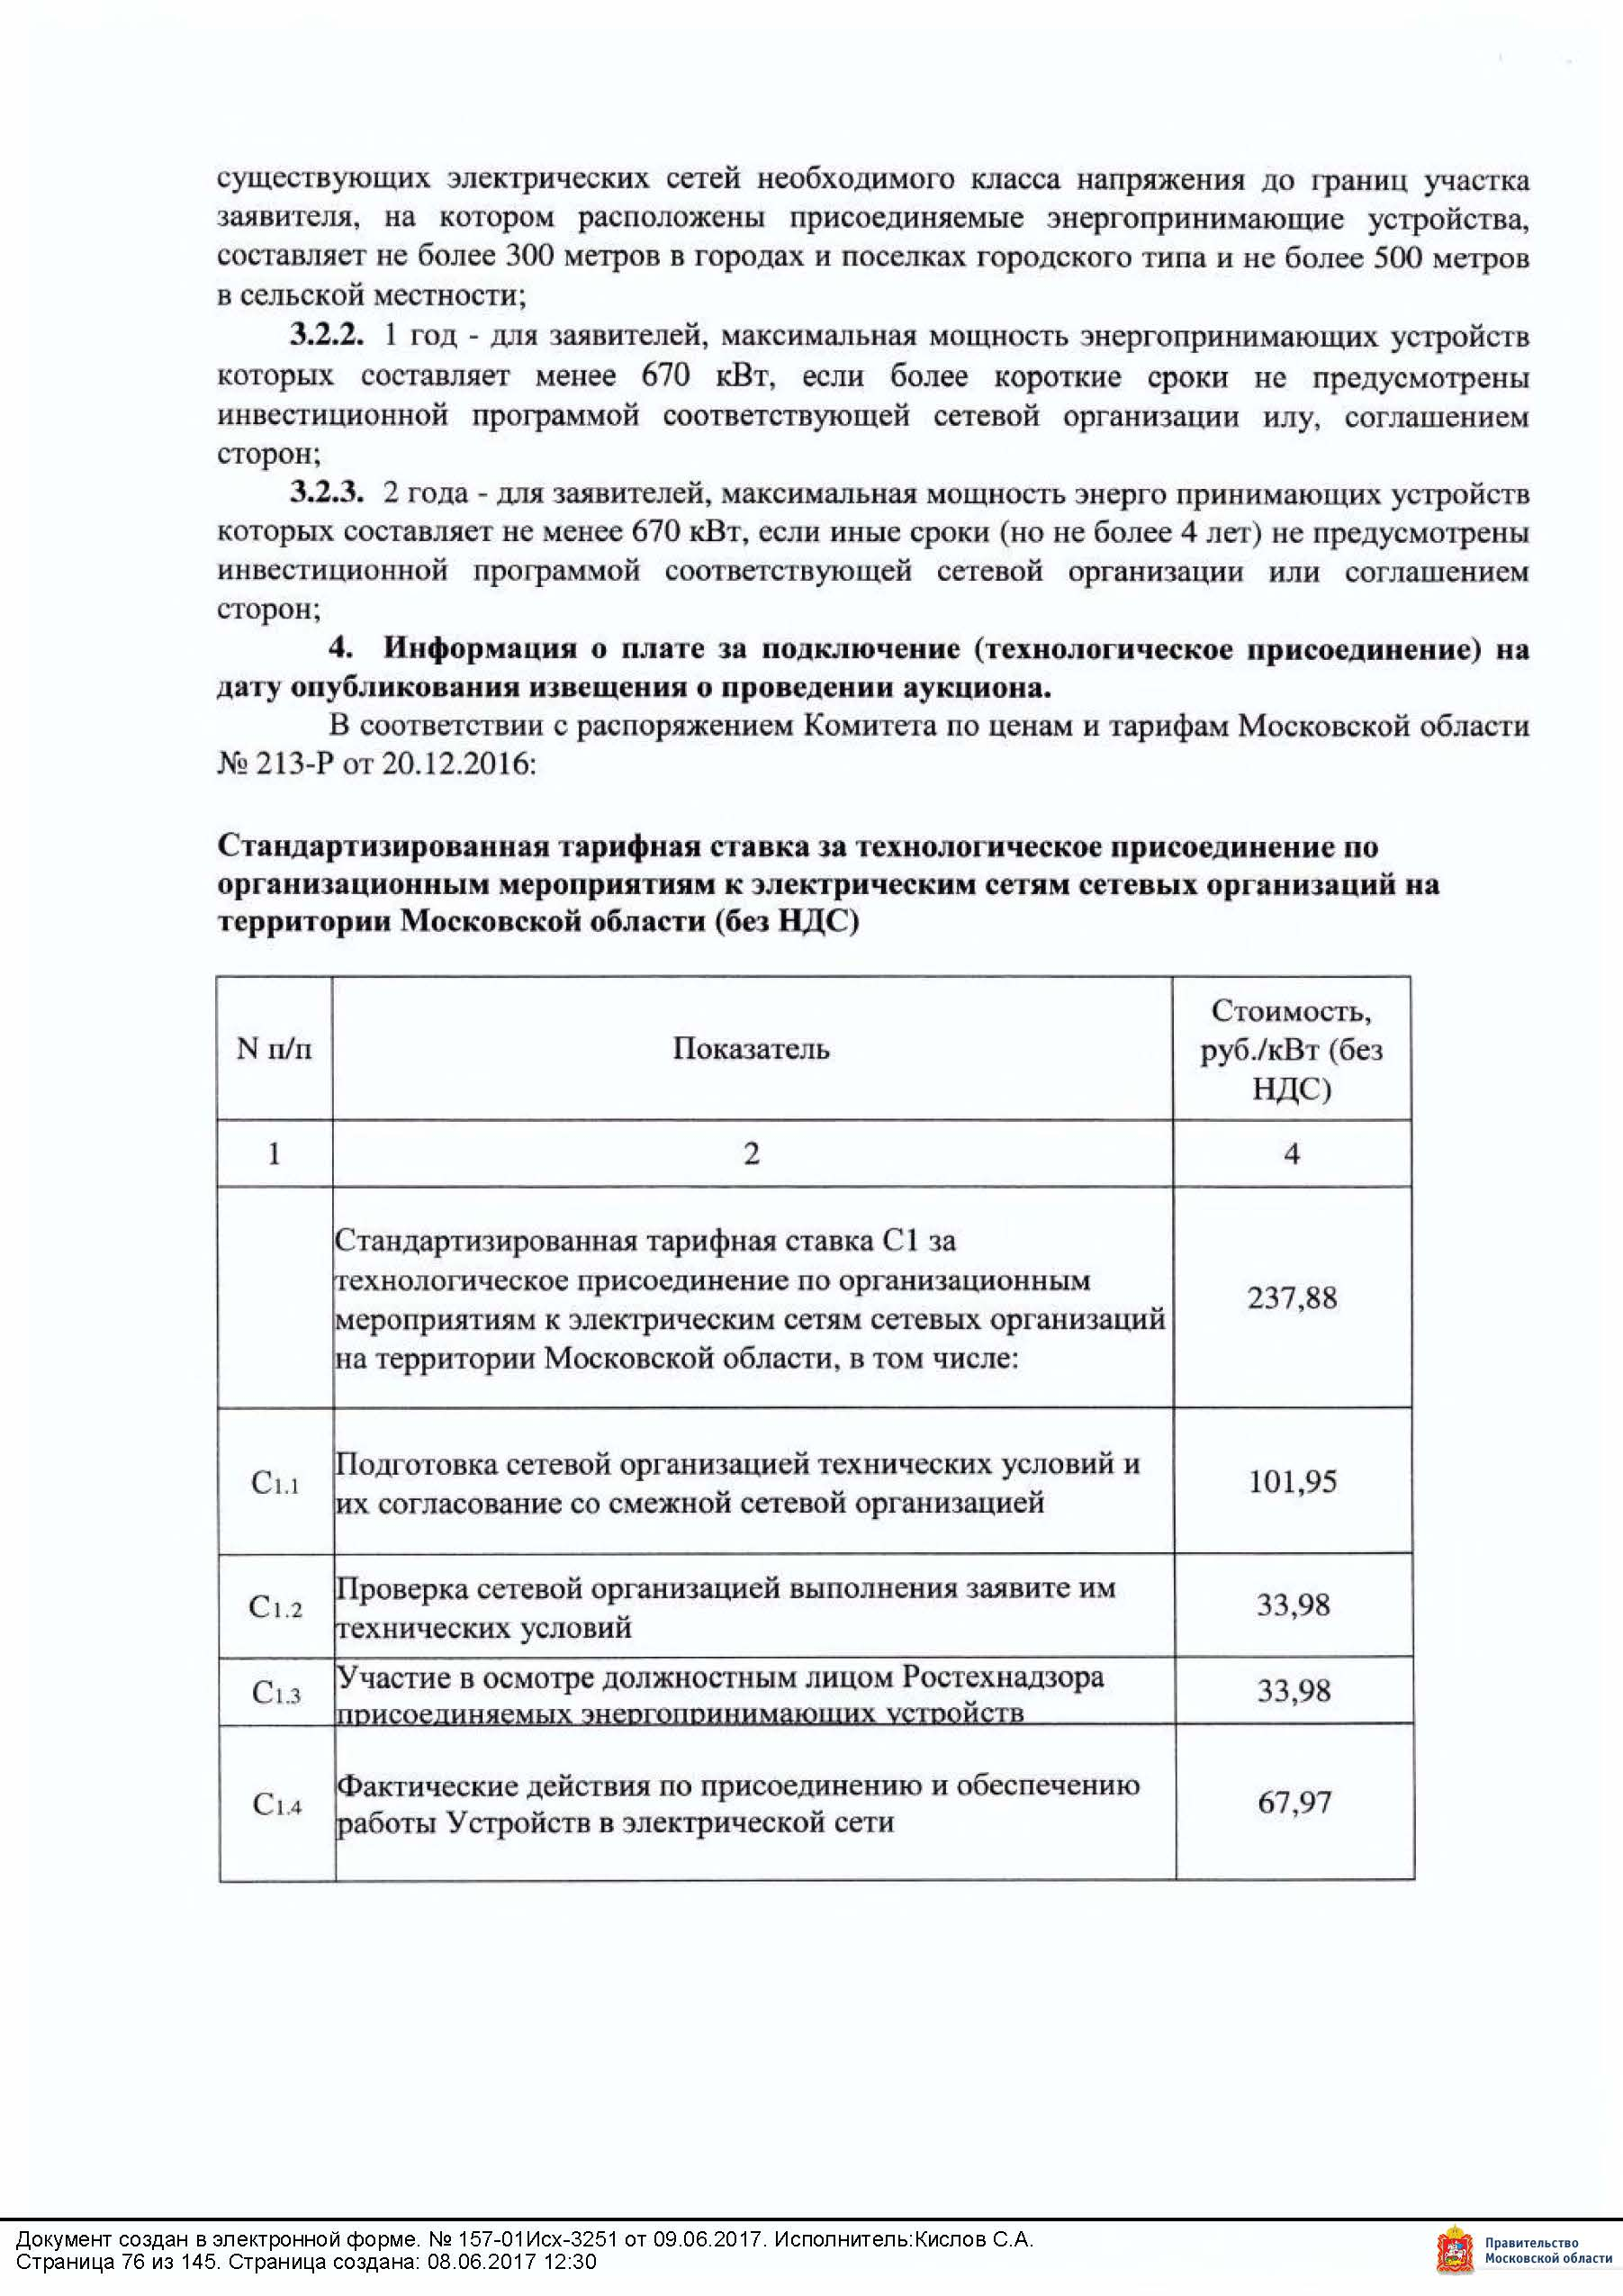 существующих электрических сетей необходимого класса напряжения до границ участка
заявителя, на котором расположены присоединяемые энергопринимающие устройства,
составляет не более 300 метров в городах и поселках городского типа и не более 500 метров
в сельской местности;
3.2.2. 1 год - для заявителей, максимальная мощность энергопринимающих устройств
которых составляет менее 670 кВт, если более короткие сроки не предусмотрены
инвестиционной программой соответствующей сетевой организации илу, соглашением
сторон;
3.2.3. 2 года - для заявителей, максимальная мощность энерго принимающих устройств
которых составляет не менее 670 кВт, если иные сроки (но не более 4 лет) не предусмотрены
инвестиционной программой соответствующей сетевой организации или соглашением
сторон;
4. Информация о плате за подключение (технологическое присоединение) на
дату опубликования извещения о проведении аукциона.
В соответствии с распоряжением Комитета по ценам и тарифам Московской области
№ 213-Р от 20.12.2016:
Стандартизированная тарифная ставка за технологическое присоединение по
организационным мероприятиям к электрическим сетям сетевых организаций на
территории Московской области (без НДС)
N п/п
Показатель
Стоимость,
руб./кВт (без
НДС)
1
2
4
Стандартизированная тарифная ставка С1 за
технологическое присоединение по организационным
мероприятиям к электрическим сетям сетевых организаций
на территории Московской области, в том числе:
237,88
С1.1
Подготовка сетевой организацией технических условий и
их согласование со смежной сетевой организацией
101,95
С1.2
Проверка сетевой организацией выполнения заявите им
технических условий
33,98
С1.3
Участие в осмотре должностным лицом Ростехнадзора
присоединяемых энергопринимающих устройств
33,98
С1.4
Фактические действия по присоединению и обеспечению
работы Устройств в электрической сети
67,97
Документ создан в электронной форме. № 157-01Исх-3251 от 09.06.2017. Исполнитель:Кислов С.А.
Страница 76 из 145. Страница создана: 08.06.2017 12:30
Правительство
Московской области